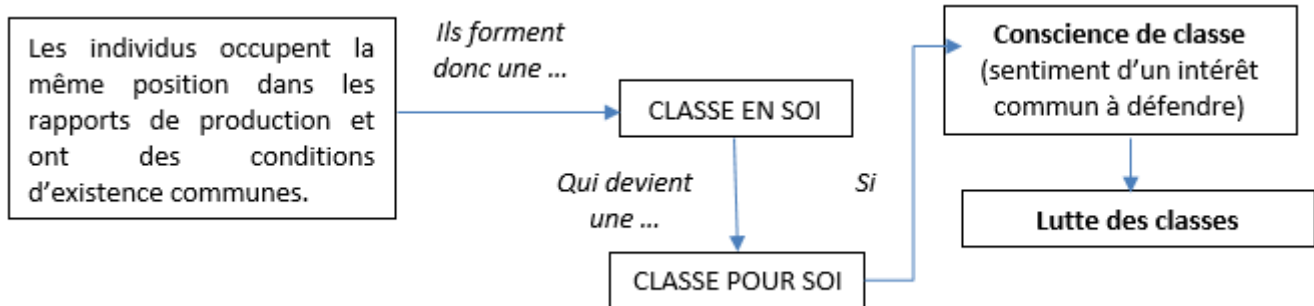 Les individus occupent la
même position dans les
rapports de production et
ont des conditions
d’existence communes.
Ils forment
donc une …
CLASSE EN SOI
Qui devient
une …
CLASSE POUR SOI
Si
Conscience de classe
(sentiment d’un intérêt
commun à défendre)
Lutte des classes